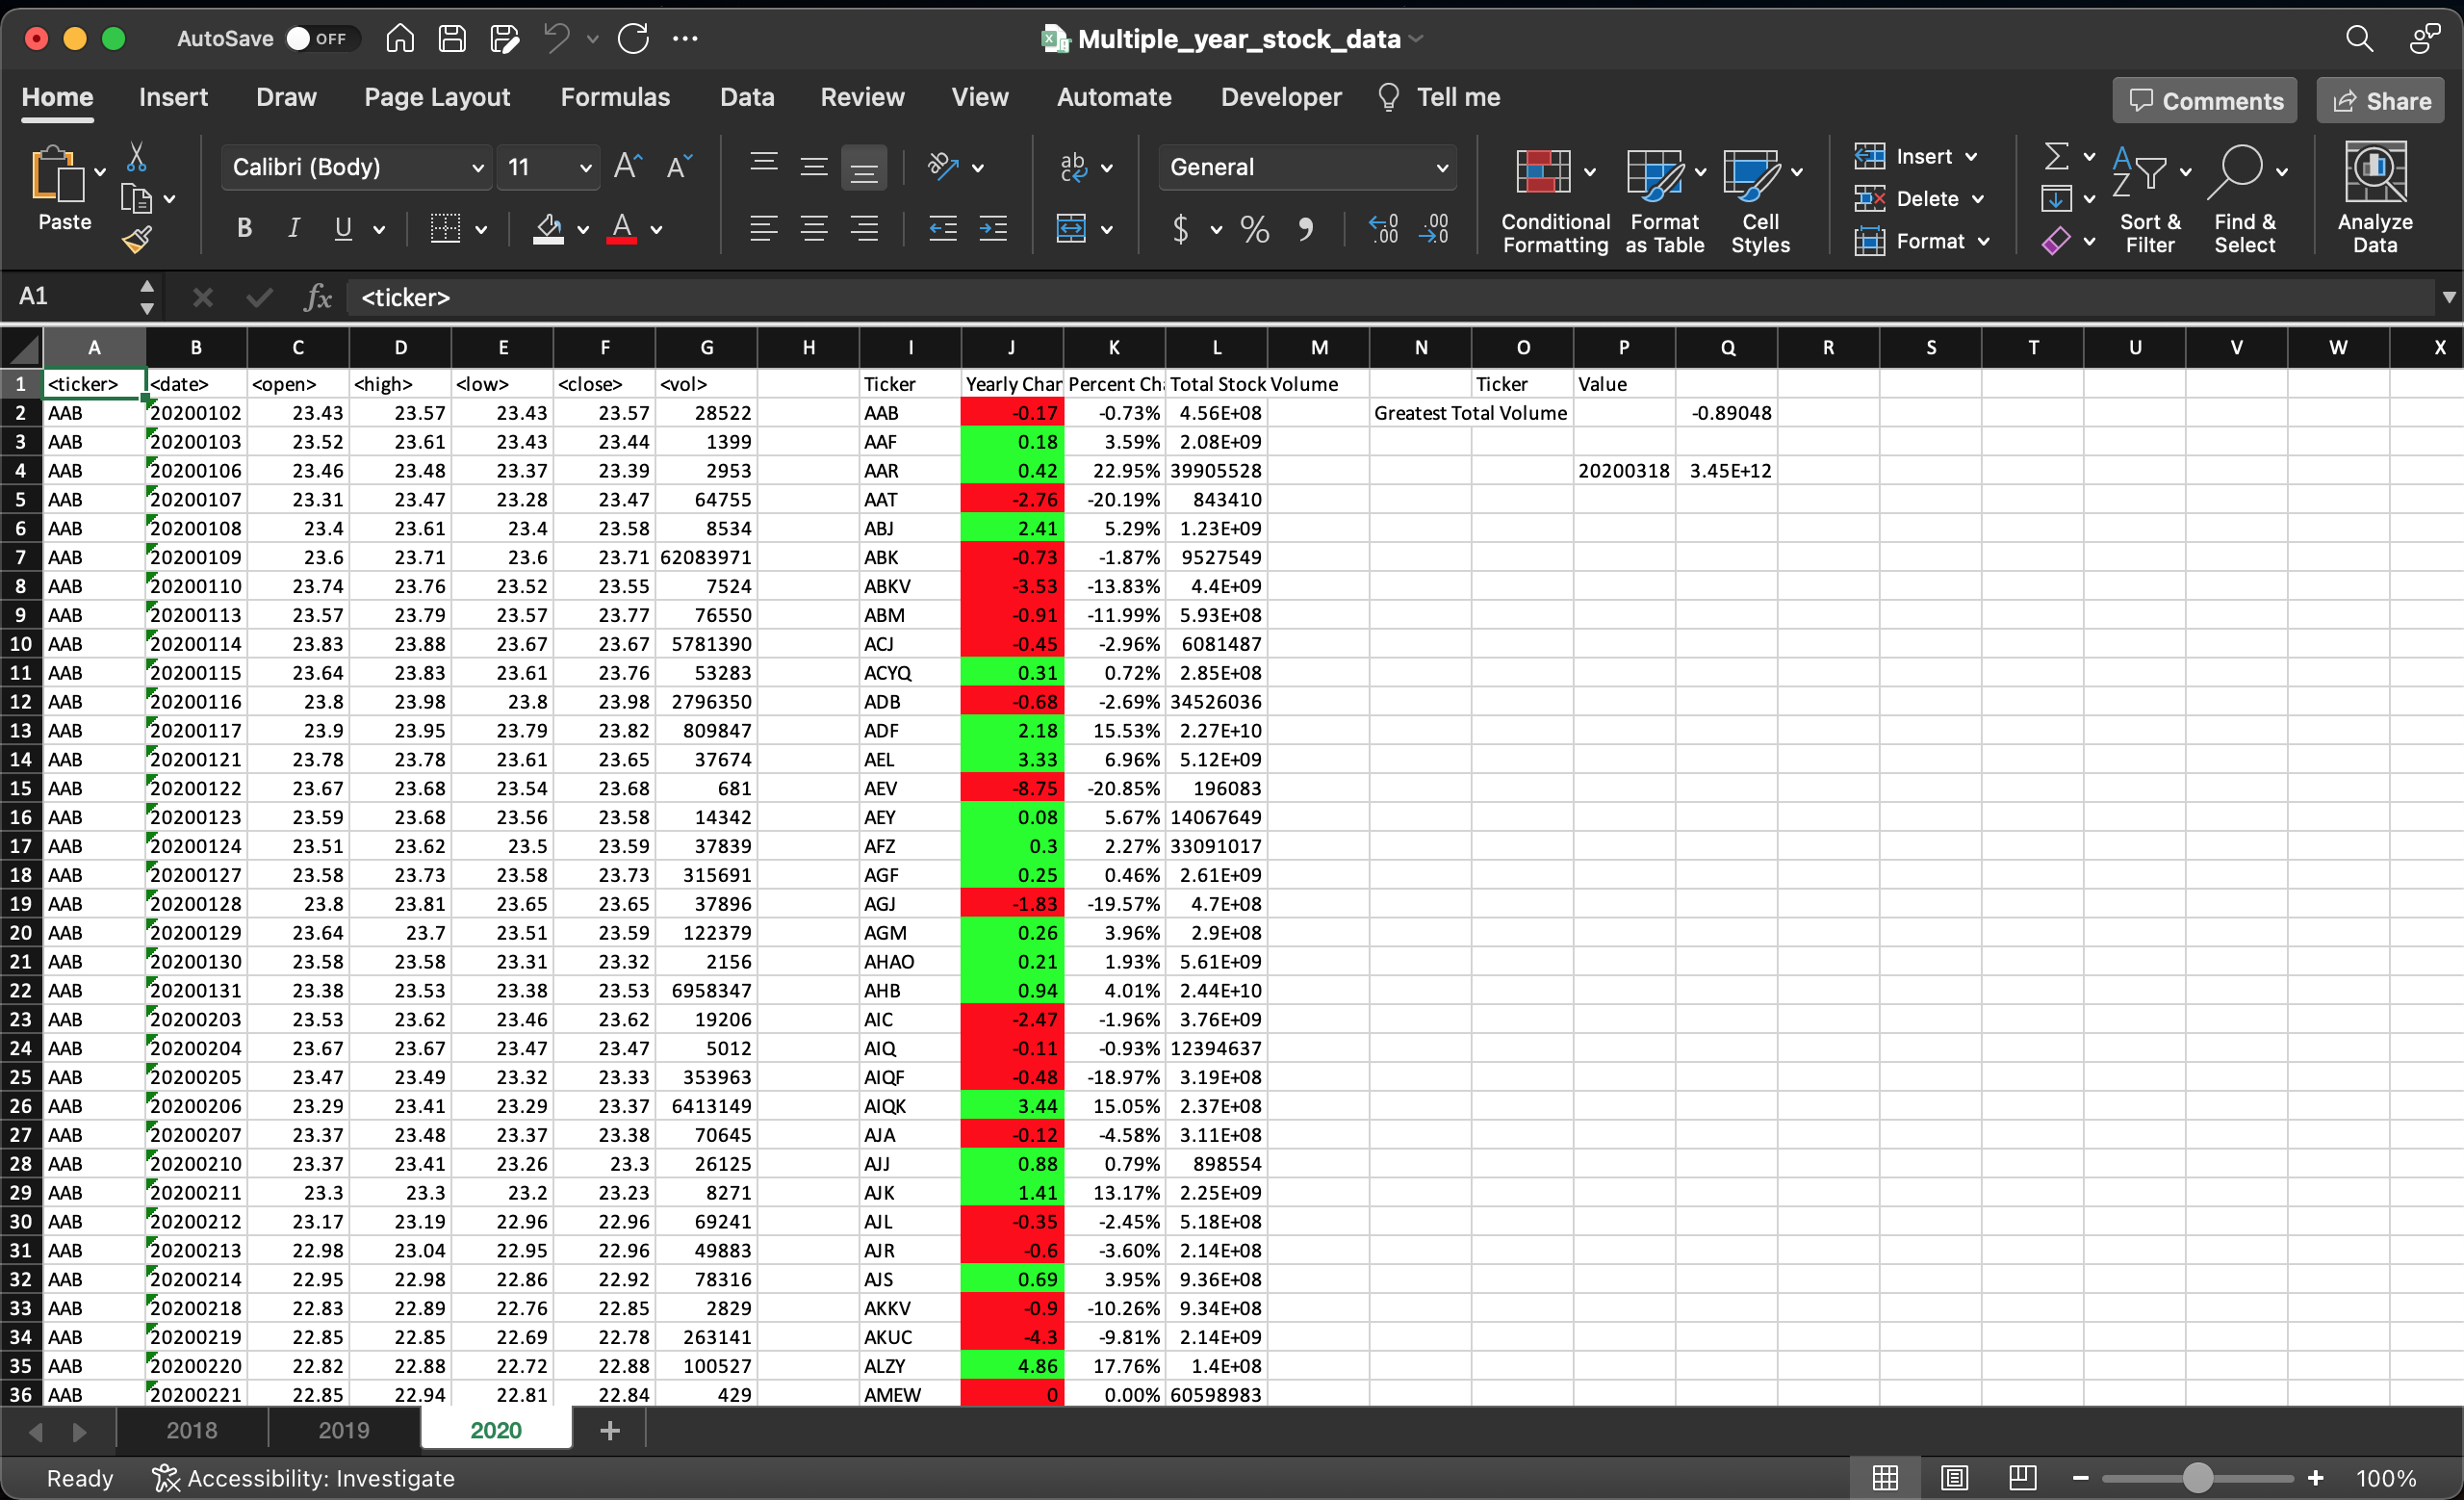 AutoSave OFF Multiple_year_stock_data
Home Insert Draw Page Layout Formulas Data Review View Automate Developer Tell me Comments Share
Paste Calibri (Body) 11 General Conditional Formatting Format as Table Cell Styles Insert Delete Format Sort & Filter Find & Select Analyze Data
A1 fx <ticker>
A B C D E F G H I J K L M N O P Q R S T U V W X
1 <ticker> <date> <open> <high> <low> <close> <vol> Ticker Yearly Char Percent Ch Total Stock Volume Ticker Value
2 AAB 20200102 23.43 23.57 23.43 23.57 28522 AAB -0.17 -0.73% 4.56E+08 Greatest Total Volume -0.89048
3 AAB 20200103 23.52 23.61 23.43 23.44 1399 AAF 0.18 3.59% 2.08E+09
4 AAB 20200106 23.46 23.48 23.37 23.39 2953 AAR 0.42 22.95% 39905528 20200318 3.45E+12
5 AAB 20200107 23.31 23.47 23.28 23.47 64755 AAT -2.76 -20.19% 843410
6 AAB 20200108 23.4 23.61 23.4 23.58 8534 ABJ 2.41 5.29% 1.23E+09
7 AAB 20200109 23.6 23.71 23.6 23.71 62083971 ABK -0.73 -1.87% 9527549
8 AAB 20200110 23.74 23.76 23.52 23.55 7524 ABKV -3.53 -13.83% 4.4E+09
9 AAB 20200113 23.57 23.79 23.57 23.77 76550 ABM -0.91 -11.99% 5.93E+08
10 AAB 20200114 23.83 23.88 23.67 23.67 5781390 ACJ -0.45 -2.96% 6081487
11 AAB 20200115 23.64 23.83 23.61 23.76 53283 ACYQ 0.31 0.72% 2.85E+08
12 AAB 20200116 23.8 23.98 23.8 23.98 2796350 ADB -0.68 -2.69% 34526036
13 AAB 20200117 23.9 23.95 23.79 23.82 809847 ADF 2.18 15.53% 2.27E+10
14 AAB 20200121 23.78 23.78 23.61 23.65 37674 AEL 3.33 6.96% 5.12E+09
15 AAB 20200122 23.67 23.68 23.54 23.68 681 AEV -8.75 -20.85% 196083
16 AAB 20200123 23.59 23.68 23.56 23.58 14342 AEY 0.08 5.67% 14067649
17 AAB 20200124 23.51 23.62 23.5 23.59 37839 AFZ 0.3 2.27% 33091017
18 AAB 20200127 23.58 23.73 23.58 23.73 315691 AGF 0.25 0.46% 2.61E+09
19 AAB 20200128 23.8 23.81 23.65 23.65 37896 AGJ -1.83 -19.57% 4.7E+08
20 AAB 20200129 23.64 23.7 23.51 23.59 122379 AGM 0.26 3.96% 2.9E+08
21 AAB 20200130 23.58 23.58 23.31 23.32 2156 AHAO 0.21 1.93% 5.61E+09
22 AAB 20200131 23.38 23.53 23.38 23.53 6958347 AHB 0.94 4.01% 2.44E+10
23 AAB 20200203 23.53 23.62 23.46 23.62 19206 AIC -2.47 -1.96% 3.76E+09
24 AAB 20200204 23.67 23.67 23.47 23.47 5012 AIQ -0.11 -0.93% 12394637
25 AAB 20200205 23.47 23.49 23.32 23.33 353963 AIQF -0.48 -18.97% 3.19E+08
26 AAB 20200206 23.29 23.41 23.29 23.37 6413149 AIQK 3.44 15.05% 2.37E+08
27 AAB 20200207 23.37 23.48 23.37 23.38 70645 AJA -0.12 -4.58% 3.11E+08
28 AAB 20200210 23.37 23.41 23.26 23.3 26125 AJJ 0.88 0.79% 898554
29 AAB 20200211 23.3 23.3 23.2 23.23 8271 AJK 1.41 13.17% 2.25E+09
30 AAB 20200212 23.17 23.19 22.96 22.96 69241 AJL -0.35 -2.45% 5.18E+08
31 AAB 20200213 22.98 23.04 22.95 22.96 49883 AJR -0.6 -3.60% 2.14E+08
32 AAB 20200214 22.95 22.98 22.86 22.92 78316 AJS 0.69 3.95% 9.36E+08
33 AAB 20200218 22.83 22.89 22.76 22.85 2829 AKKV -0.9 -10.26% 9.34E+08
34 AAB 20200219 22.85 22.85 22.69 22.78 263141 AKUC -4.3 -9.81% 2.14E+09
35 AAB 20200220 22.82 22.88 22.72 22.88 100527 ALZY 4.86 17.76% 1.4E+08
36 AAB 20200221 22.85 22.94 22.81 22.84 429 AMEW 0 0.00% 60598983
2018 2019 2020 +
Ready Accessibility: Investigate 100%